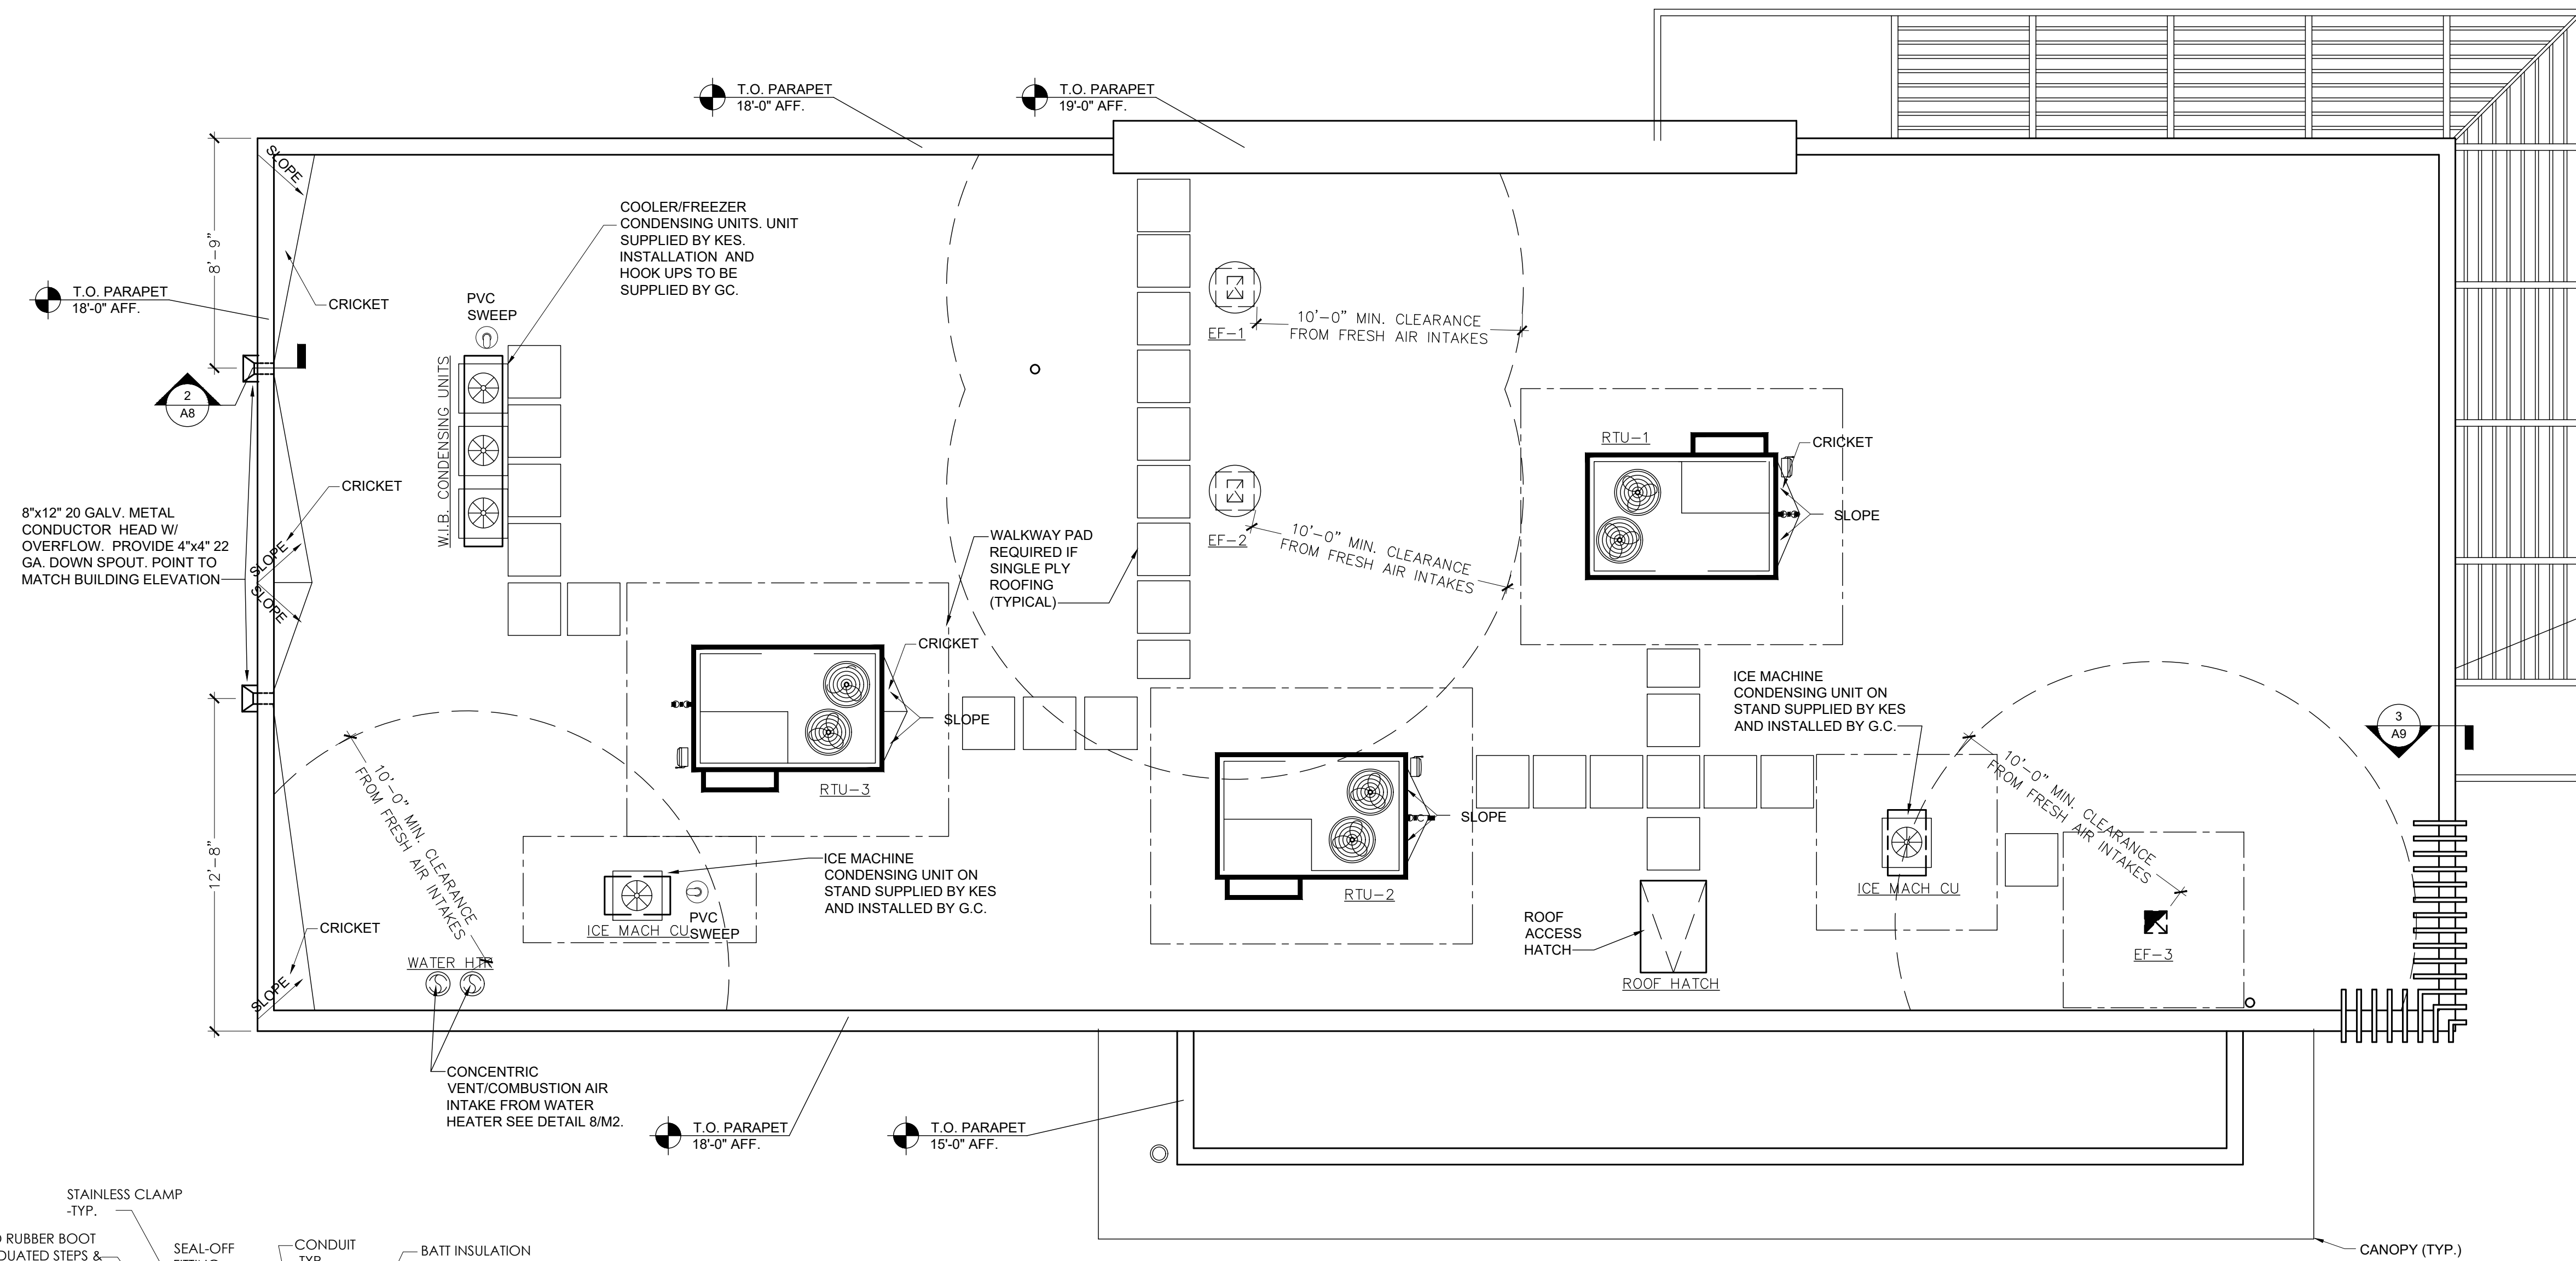 T.O. PARAPET
18'-0" AFF.
T.O. PARAPET
19'-0" AFF.
SLOPE
8'-9"
T.O. PARAPET
18'-0" AFF.
CRICKET
COOLER/FREEZER
CONDENSING UNITS. UNIT
SUPPLIED BY KES.
INSTALLATION AND
HOOK UPS TO BE
SUPPLIED BY GC.
PVC
SWEEP
W.I.B. CONDENSING UNITS
2
A8
EF-1
10'-0" MIN. CLEARANCE
FROM FRESH AIR INTAKES
RTU-1
CRICKET
SLOPE
CRICKET
8"x12" 20 GALV. METAL
CONDUCTOR HEAD W/
OVERFLOW. PROVIDE 4"x4" 22
GA. DOWN SPOUT. POINT TO
MATCH BUILDING ELEVATION
SLOPE
SLOPE
WALKWAY PAD
REQUIRED IF
SINGLE PLY
ROOFING
(TYPICAL)
EF-2
10'-0" MIN. CLEARANCE
FROM FRESH AIR INTAKES
CRICKET
SLOPE
RTU-3
ICE MACHINE
CONDENSING UNIT ON
STAND SUPPLIED BY KES
AND INSTALLED BY G.C.
3
A9
10'-0" MIN. CLEARANCE
FROM FRESH AIR INTAKES
10'-0" MIN. CLEARANCE
FROM FRESH AIR INTAKES
SLOPE
RTU-2
12'-8"
ICE MACHINE
CONDENSING UNIT ON
STAND SUPPLIED BY KES
AND INSTALLED BY G.C.
ICE MACH CU
PVC
SWEEP
ICE MACH CU
CRICKET
WATER HTR
SLOPE
ROOF
ACCESS
HATCH
ROOF HATCH
EF-3
CONCENTRIC
VENT/COMBUSTION AIR
INTAKE FROM WATER
HEATER SEE DETAIL 8/M2.
T.O. PARAPET
18'-0" AFF.
T.O. PARAPET
15'-0" AFF.
CANOPY (TYP.)
STAINLESS CLAMP
-TYP.
RUBBER BOOT
STEPS &
SEAL-OFF
CONDUIT
BATT INSULATION